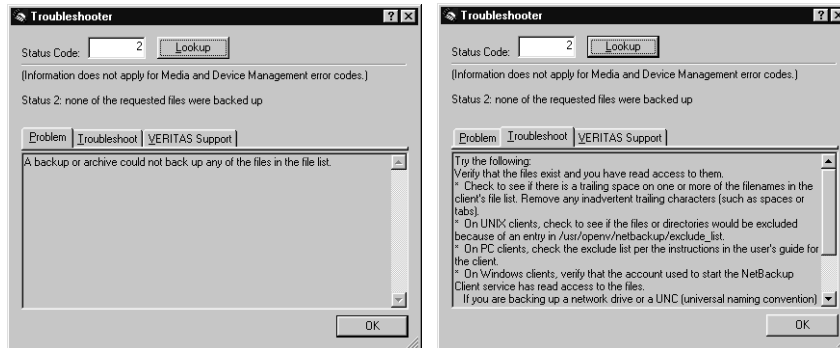 Troubleshooter
Status Code: 2 Lookup
(Information does not apply for Media and Device Management error codes.)
Status 2: none of the requested files were backed up
Problem Troubleshoot VERITAS Support
A backup or archive could not back up any of the files in the file list.
OK
Troubleshooter
Status Code: 2 Lookup
(Information does not apply for Media and Device Management error codes.)
Status 2: none of the requested files were backed up
Problem Troubleshoot VERITAS Support
Try the following:
Verify that the files exist and you have read access to them.
* Check to see if there is a trailing space on one or more of the filenames in the
client's file list. Remove any inadvertent trailing characters (such as spaces or
tabs).
* On UNIX clients, check to see if the files or directories would be excluded
because of an entry in /usr/openv/netbackup/exclude_list.
* On PC clients, check the exclude list per the instructions in the user's guide for
the client.
* On Windows clients, verify that the account used to start the NetBackup
Client service has read access to the files.
If you are backing up a network drive or a UNC (universal naming convention)
OK